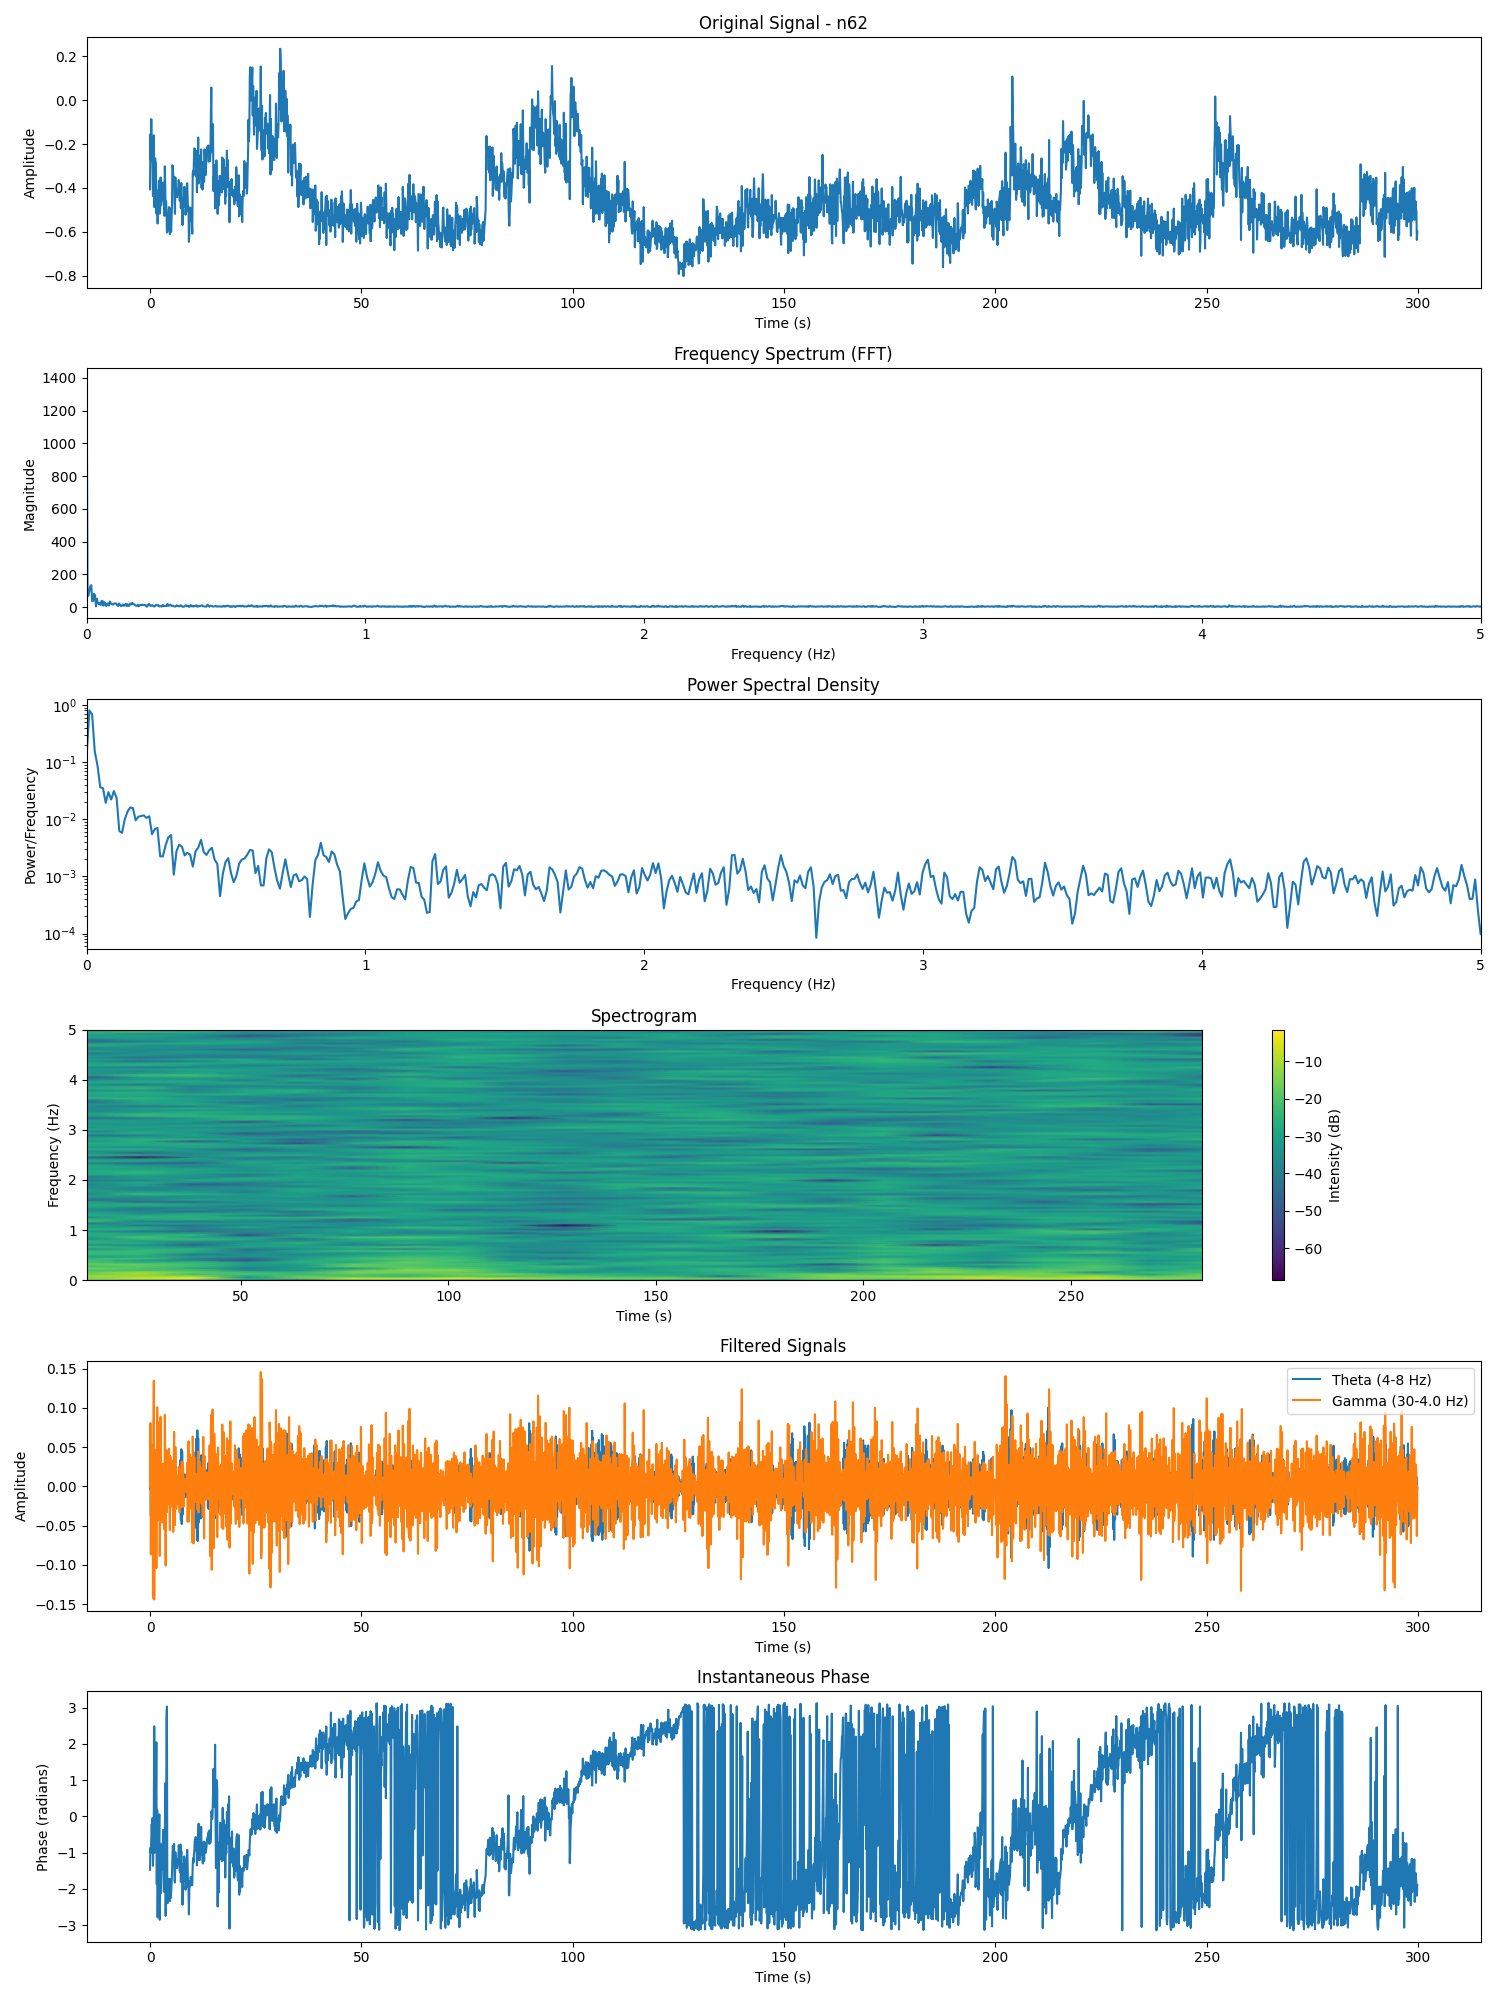 Original Signal - n62
0.2
0.0
−0.2
−0.4
−0.6
−0.8
Amplitude
0 50 100 150 200 250 300
Time (s)
Frequency Spectrum (FFT)
1400
1200
1000
800
600
400
200
0
Magnitude
0 1 2 3 4 5
Frequency (Hz)
Power Spectral Density
10⁰
10⁻¹
10⁻²
10⁻³
10⁻⁴
Power/Frequency
0 1 2 3 4 5
Frequency (Hz)
Spectrogram
5
4
3
2
1
0
Frequency (Hz)
50 100 150 200 250
Time (s)
−10
−20
−30
−40
−50
−60
Intensity (dB)
Filtered Signals
0.15
0.10
0.05
0.00
−0.05
−0.10
−0.15
Amplitude
Theta (4-8 Hz)
Gamma (30-4.0 Hz)
0 50 100 150 200 250 300
Time (s)
Instantaneous Phase
3
2
1
0
−1
−2
−3
Phase (radians)
0 50 100 150 200 250 300
Time (s)